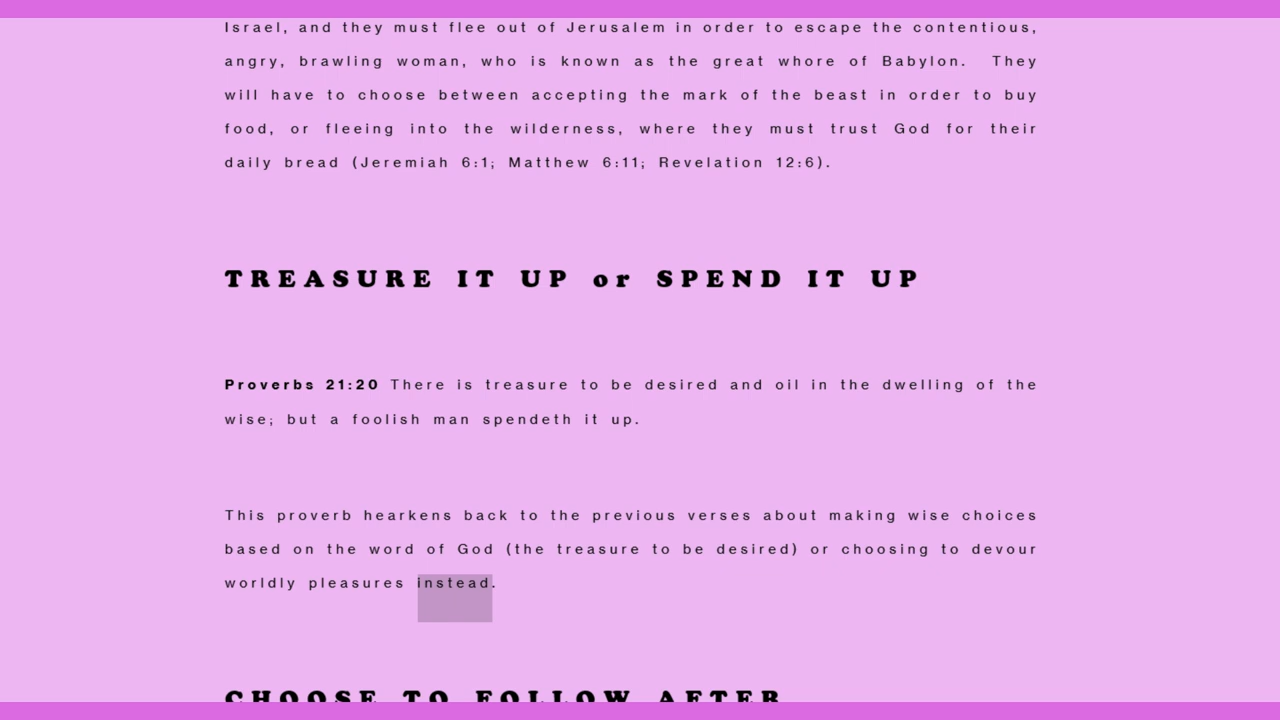 Israel, and they must flee out of Jerusalem in order to escape the contentious,
angry, brawling woman, who is known as the great whore of Babylon. They
will have to choose between accepting the mark of the beast in order to buy
food, or fleeing into the wilderness, where they must trust God for their
daily bread (Jeremiah 6:1; Matthew 6:11; Revelation 12:6).
TREASURE IT UP or SPEND IT UP
Proverbs 21:20 There is treasure to be desired and oil in the dwelling of the
wise; but a foolish man spendeth it up.
This proverb hearkens back to the previous verses about making wise choices
based on the word of God (the treasure to be desired) or choosing to devour
worldly pleasures instead.
CHOOSE TO FOLLOW AFTER